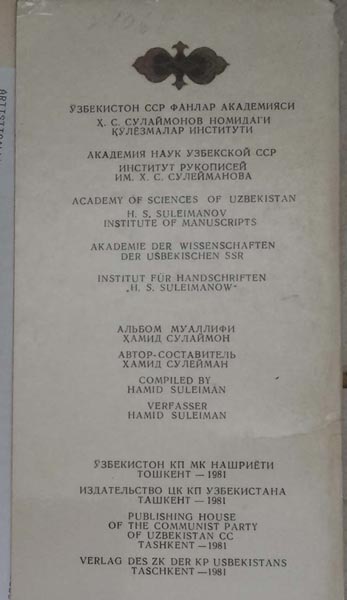 ЎЗБЕКИСТОН ССР ФАНЛАР АКАДЕМИЯСИ
Ҳ. С. СУЛАЙМОНОВ НОМИДАГИ
ҚЎЛЁЗМАЛАР ИНСТИТУТИ
АКАДЕМИЯ НАУК УЗБЕКСКОЙ ССР
ИНСТИТУТ РУКОПИСЕЙ
ИМ. Х. С. СУЛЕЙМАНОВА
ACADEMY OF SCIENCES OF UZBEKISTAN
H. S. SULEIMANOV
INSTITUTE OF MANUSCRIPTS
AKADEMIE DER WISSENSCHAFTEN
DER USBEKISCHEN SSR
INSTITUT FÜR HANDSCHRIFTEN
„H. S. SULEIMANOW“
АЛЬБОМ МУАЛЛИФИ
ҲАМИД СУЛАЙМОН
АВТОР-СОСТАВИТЕЛЬ
ХАМИД СУЛЕЙМАН
COMPILED BY
HAMID SULEIMAN
VERFASSER
HAMID SULEIMAN
ЎЗБЕКИСТОН КП МК НАШРИЁТИ
ТОШКЕНТ — 1981
ИЗДАТЕЛЬСТВО ЦК КП УЗБЕКИСТАНА
ТАШКЕНТ — 1981
PUBLISHING HOUSE
OF THE COMMUNIST PARTY
OF UZBEKISTAN CC
TASHKENT — 1981
VERLAG DES ZK DER KP USBEKISTANS
TASCHKENT — 1981